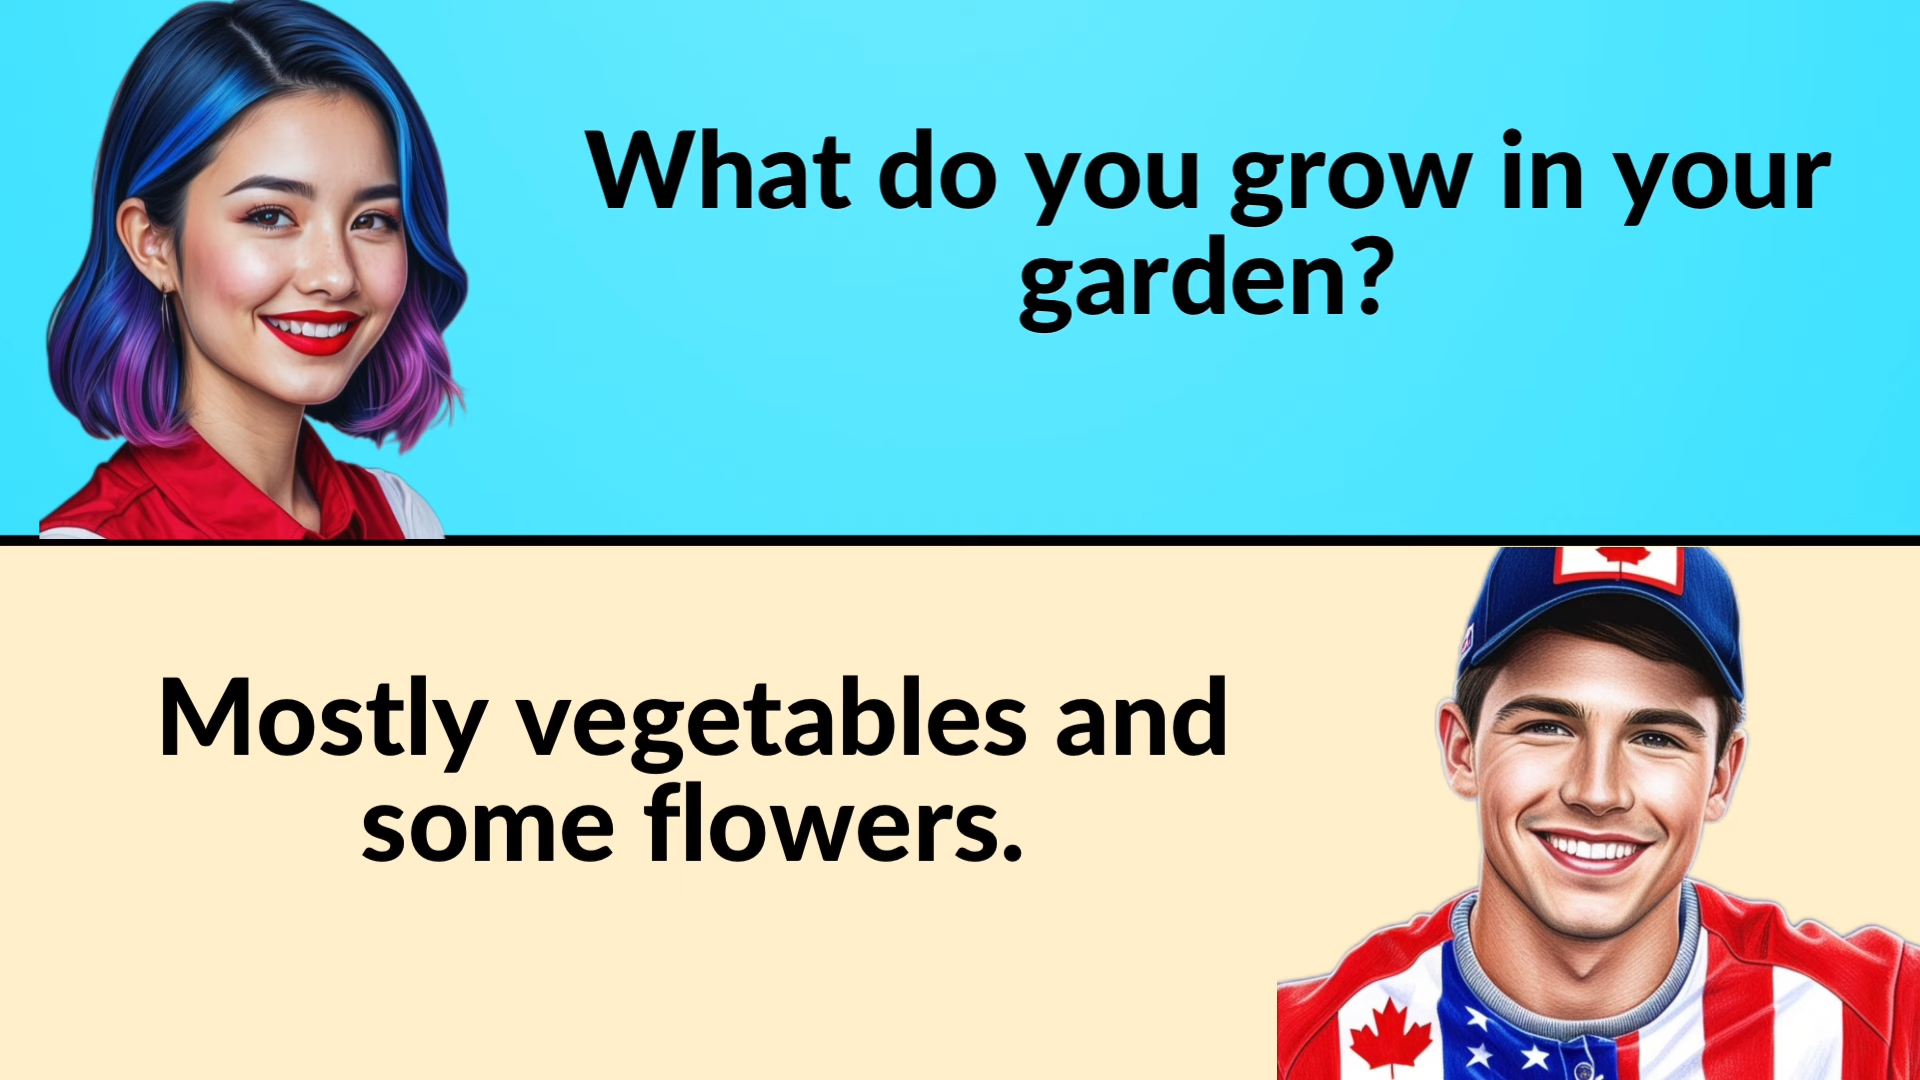 What do you grow in your
garden?
Mostly vegetables and
some flowers.